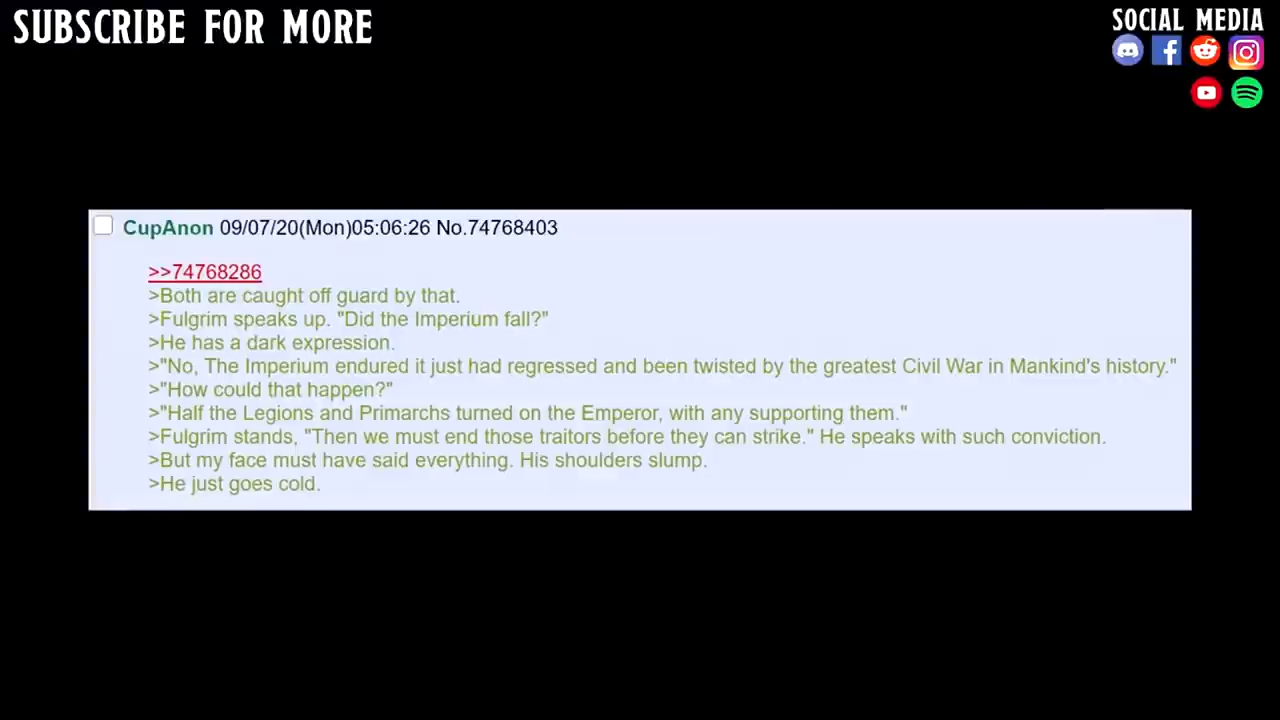 SUBSCRIBE FOR MORE
SOCIAL MEDIA
CupAnon 09/07/20(Mon)05:06:26 No.74768403
>>74768286
>Both are caught off guard by that.
>Fulgrim speaks up. "Did the Imperium fall?"
>He has a dark expression.
>"No, The Imperium endured it just had regressed and been twisted by the greatest Civil War in Mankind's history."
>"How could that happen?"
>"Half the Legions and Primarchs turned on the Emperor, with any supporting them."
>Fulgrim stands, "Then we must end those traitors before they can strike." He speaks with such conviction.
>But my face must have said everything. His shoulders slump.
>He just goes cold.